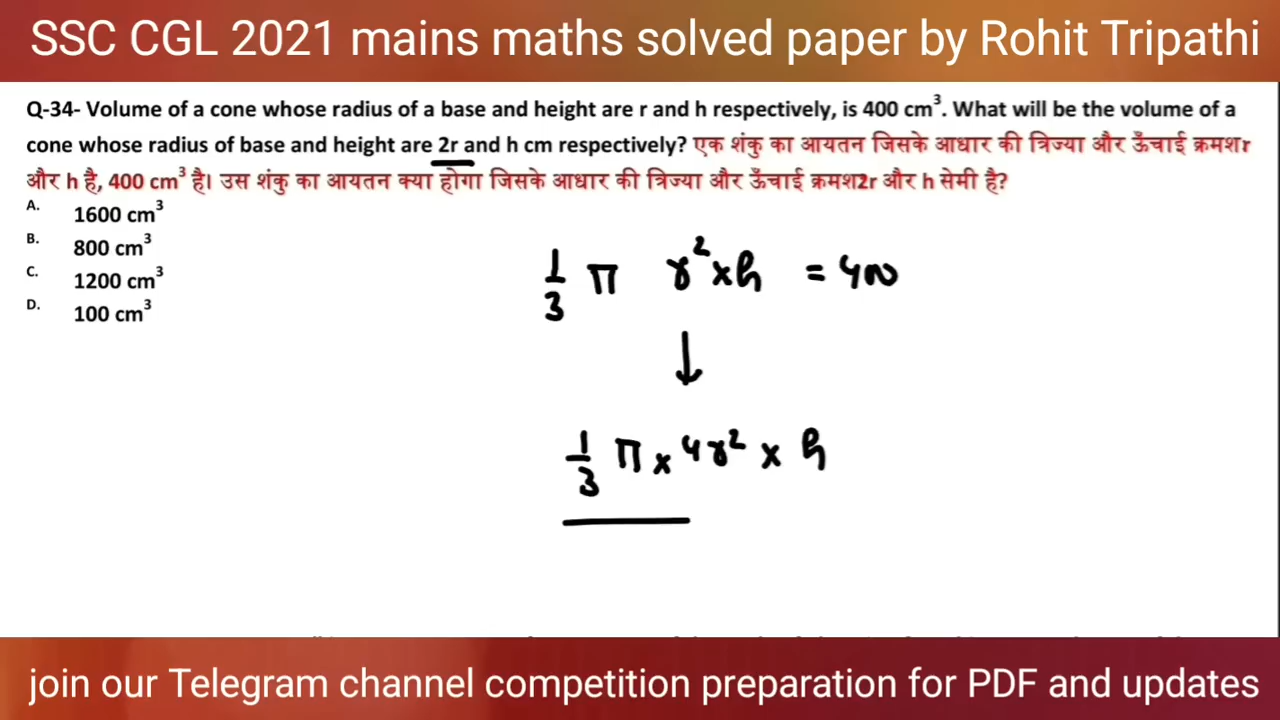 SSC CGL 2021 mains maths solved paper by Rohit Tripathi
Q-34- Volume of a cone whose radius of a base and height are r and h respectively, is 400 cm³. What will be the volume of a
cone whose radius of base and height are 2r and h cm respectively? एक शंकु का आयतन जिसके आधार की त्रिज्या और ऊँचाई क्रमशr
और h है, 400 cm³ है। उस शंकु का आयतन क्या होगा जिसके आधार की त्रिज्या और ऊँचाई क्रमश2r और h सेमी है?
A. 1600 cm³
B. 800 cm³
C. 1200 cm³
D. 100 cm³
1/3 π r² × h = 400
1/3 π × 4r² × h
join our Telegram channel competition preparation for PDF and updates